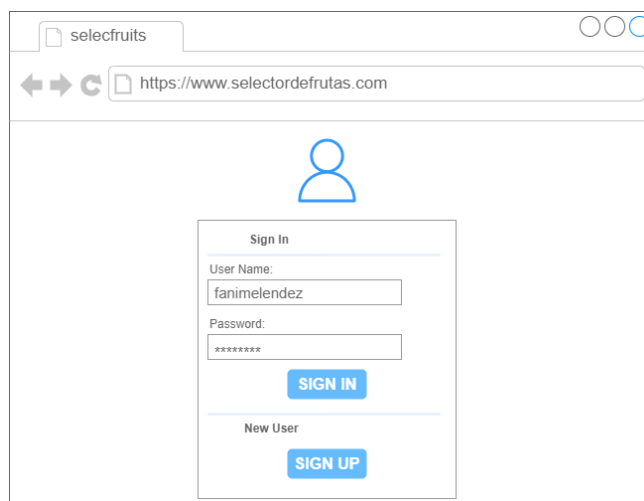 selecfruits
https://www.selectordefrutas.com
Sign In
User Name:
fanimelendez
Password:
********
SIGN IN
New User
SIGN UP